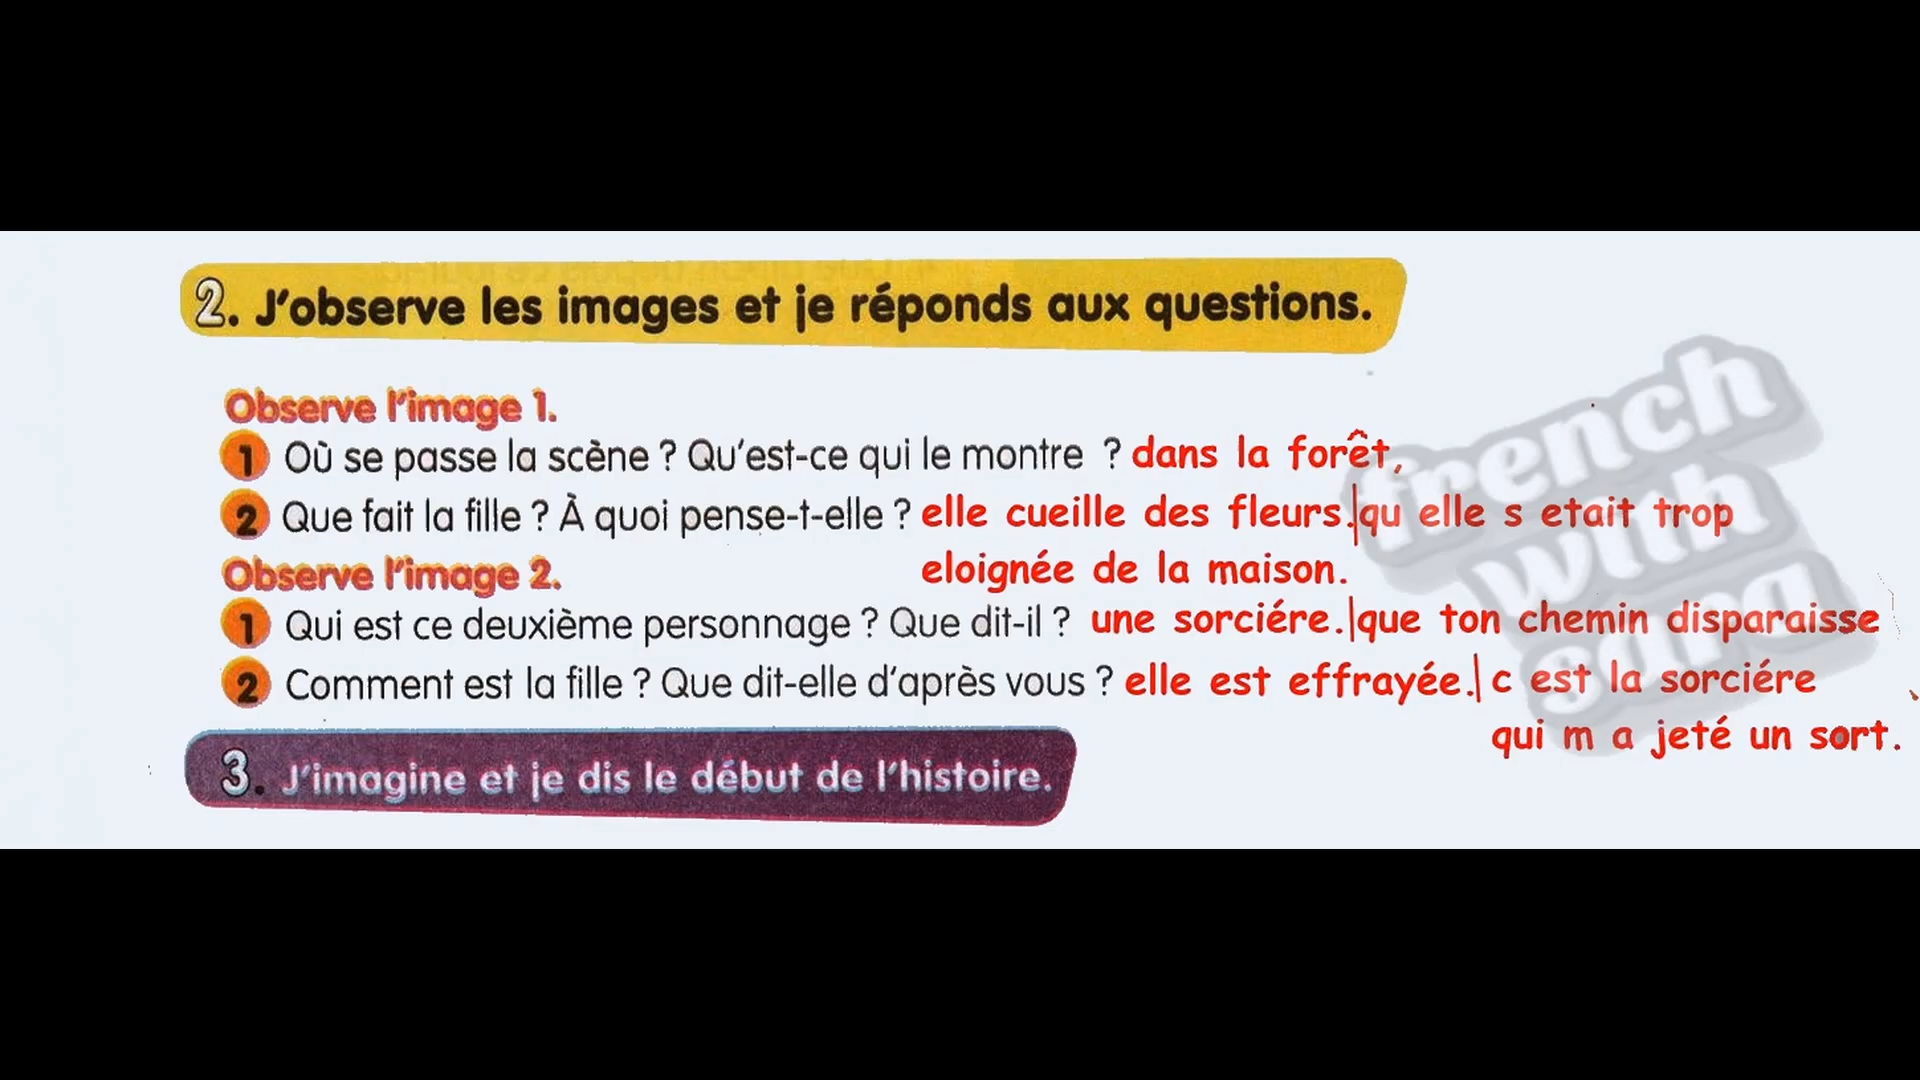 2. J'observe les images et je réponds aux questions.
Observe l'image 1.
1 Où se passe la scène ? Qu'est-ce qui le montre ? dans la forêt,
2 Que fait la fille ? À quoi pense-t-elle ? elle cueille des fleurs.|qu elle s etait trop
eloignée de la maison.
Observe l'image 2.
1 Qui est ce deuxième personnage ? Que dit-il ? une sorciére.|que ton chemin disparaisse
2 Comment est la fille ? Que dit-elle d'après vous ? elle est effrayée.| c est la sorciére
qui m a jeté un sort.
3. J'imagine et je dis le début de l'histoire.
french
with
sara